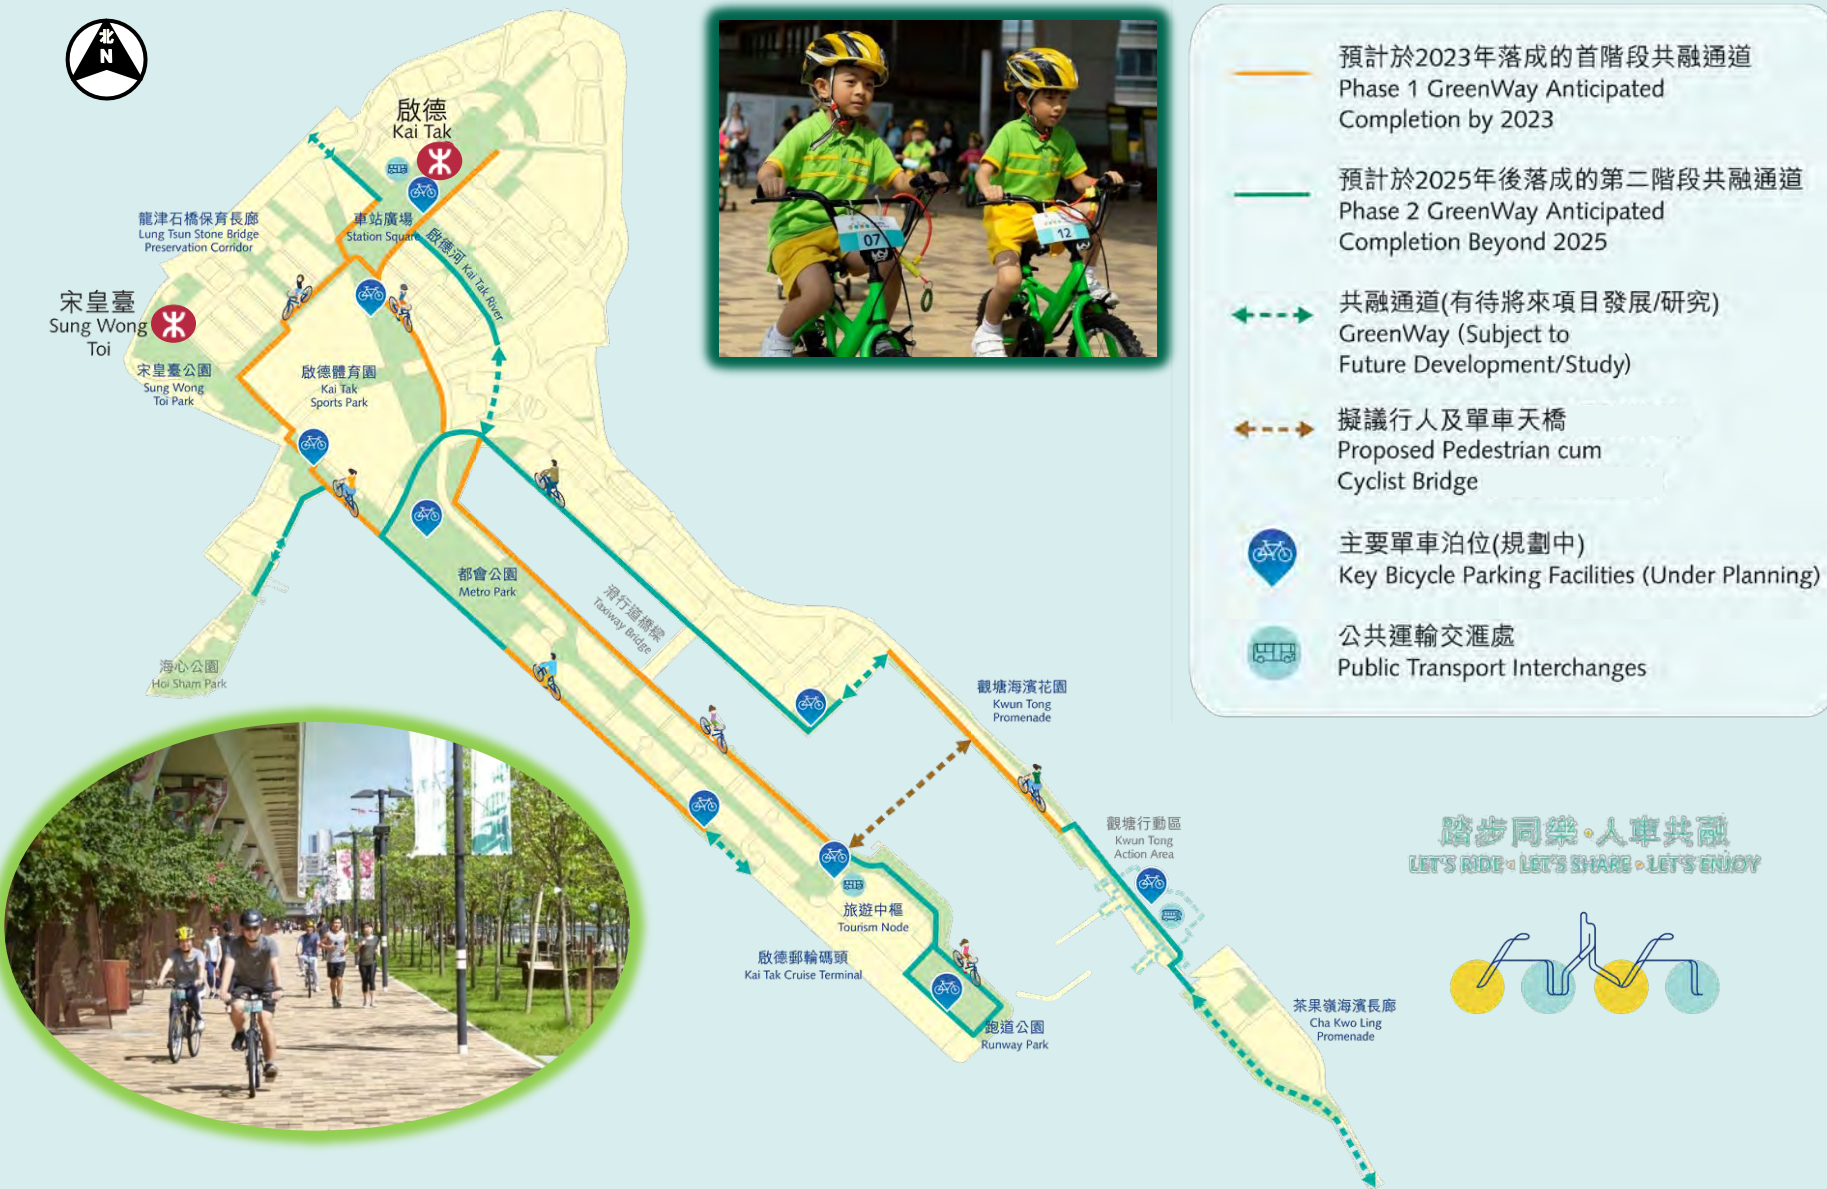 北
N
啟德
Kai Tak
龍津石橋保育長廊
Lung Tsun Stone Bridge
Preservation Corridor
車站廣場
Station Square
啟德河 Kai Tak River
宋皇臺
Sung Wong
Toi
宋皇臺公園
Sung Wong
Toi Park
啟德體育園
Kai Tak
Sports Park
都會公園
Metro Park
滑行道橋樑
Taxiway Bridge
海心公園
Hoi Sham Park
觀塘海濱花園
Kwun Tong
Promenade
觀塘行動區
Kwun Tong
Action Area
旅遊中樞
Tourism Node
啟德郵輪碼頭
Kai Tak Cruise Terminal
跑道公園
Runway Park
茶果嶺海濱長廊
Cha Kwo Ling
Promenade
07
12
預計於2023年落成的首階段共融通道
Phase 1 GreenWay Anticipated
Completion by 2023
預計於2025年後落成的第二階段共融通道
Phase 2 GreenWay Anticipated
Completion Beyond 2025
共融通道(有待將來項目發展/研究)
GreenWay (Subject to
Future Development/Study)
擬議行人及單車天橋
Proposed Pedestrian cum
Cyclist Bridge
主要單車泊位(規劃中)
Key Bicycle Parking Facilities (Under Planning)
公共運輸交滙處
Public Transport Interchanges
踏步同樂•人車共融
LET'S RIDE • LET'S SHARE • LET'S ENJOY